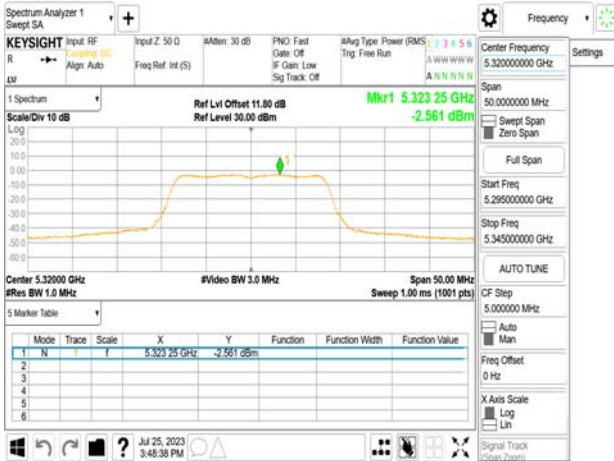 Spectrum Analyzer 1
Swept SA
+
Frequency
KEYSIGHT
R
LXI
Input: RF
Coupling: DC
Align: Auto
Input Z: 50 Ω
Freq Ref: Int (S)
#Atten: 30 dB
PNO: Fast
Gate: Off
IF Gain: Low
Sig Track: Off
#Avg Type: Power (RMS
Trig: Free Run
1 2 3 4 5 6
A W W W W W
A N N N N N
Center Frequency
5.320000000 GHz
Settings
Span
50.0000000 MHz
Swept Span
Zero Span
Full Span
Start Freq
5.295000000 GHz
Stop Freq
5.345000000 GHz
AUTO TUNE
CF Step
5.000000 MHz
Auto
Man
Freq Offset
0 Hz
X Axis Scale
Log
Lin
Signal Track
(Span Zoom)
1 Spectrum
Scale/Div 10 dB
Ref Lvl Offset 11.80 dB
Ref Level 30.00 dBm
Mkr1 5.323 25 GHz
-2.561 dBm
Log
20.0
10.0
0.00
-10.0
-20.0
-30.0
-40.0
-50.0
-60.0
1
Center 5.32000 GHz
#Video BW 3.0 MHz
Span 50.00 MHz
#Res BW 1.0 MHz
Sweep 1.00 ms (1001 pts)
5 Marker Table
Mode Trace Scale X Y Function Function Width Function Value
1 N 1 f 5.323 25 GHz -2.561 dBm
2
3
4
5
6
?
Jul 25, 2023
3:48:38 PM